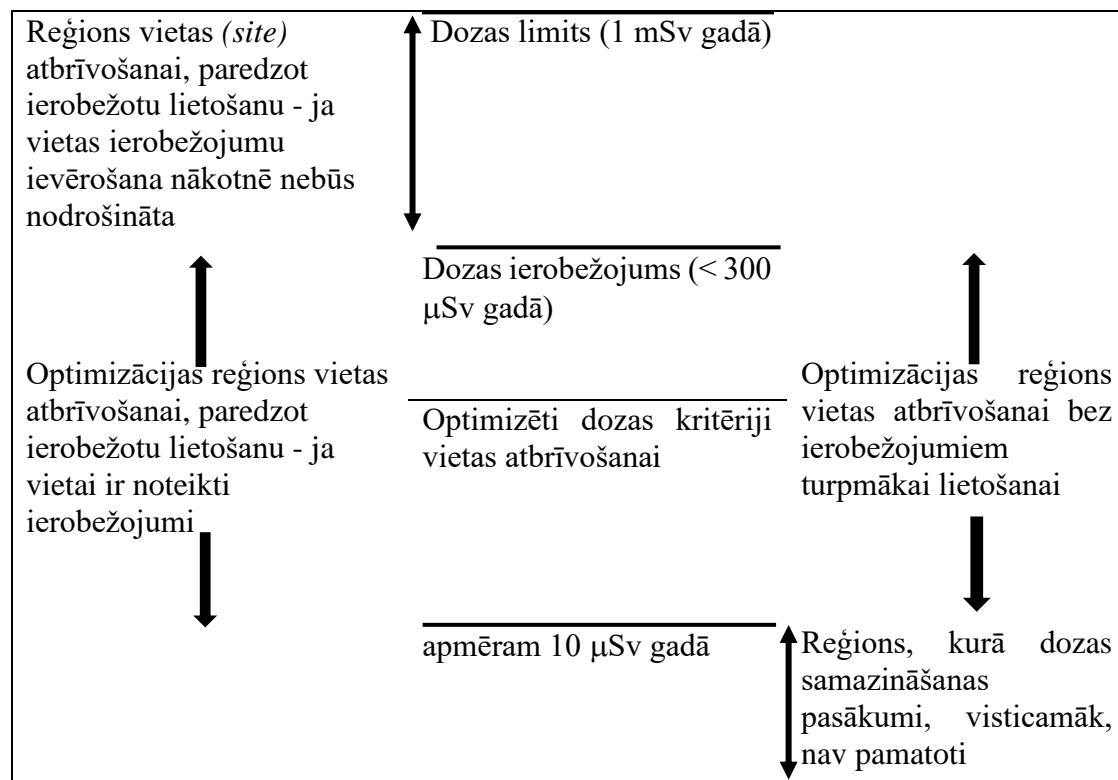 Reģions vietas (site)
atbrīvošanai, paredzot
ierobežotu lietošanu - ja
vietas ierobežojumu
ievērošana nākotnē nebūs
nodrošināta
Dozas limits (1 mSv gadā)
Dozas ierobežojums (< 300
μSv gadā)
Optimizācijas reģions vietas
atbrīvošanai, paredzot
ierobežotu lietošanu - ja
vietai ir noteikti
ierobežojumi
Optimizēti dozas kritēriji
vietas atbrīvošanai
Optimizācijas reģions
vietas atbrīvošanai bez
ierobežojumiem
turpmākai lietošanai
apmēram 10 μSv gadā
Reģions, kurā dozas
samazināšanas
pasākumi, visticamāk,
nav pamatoti